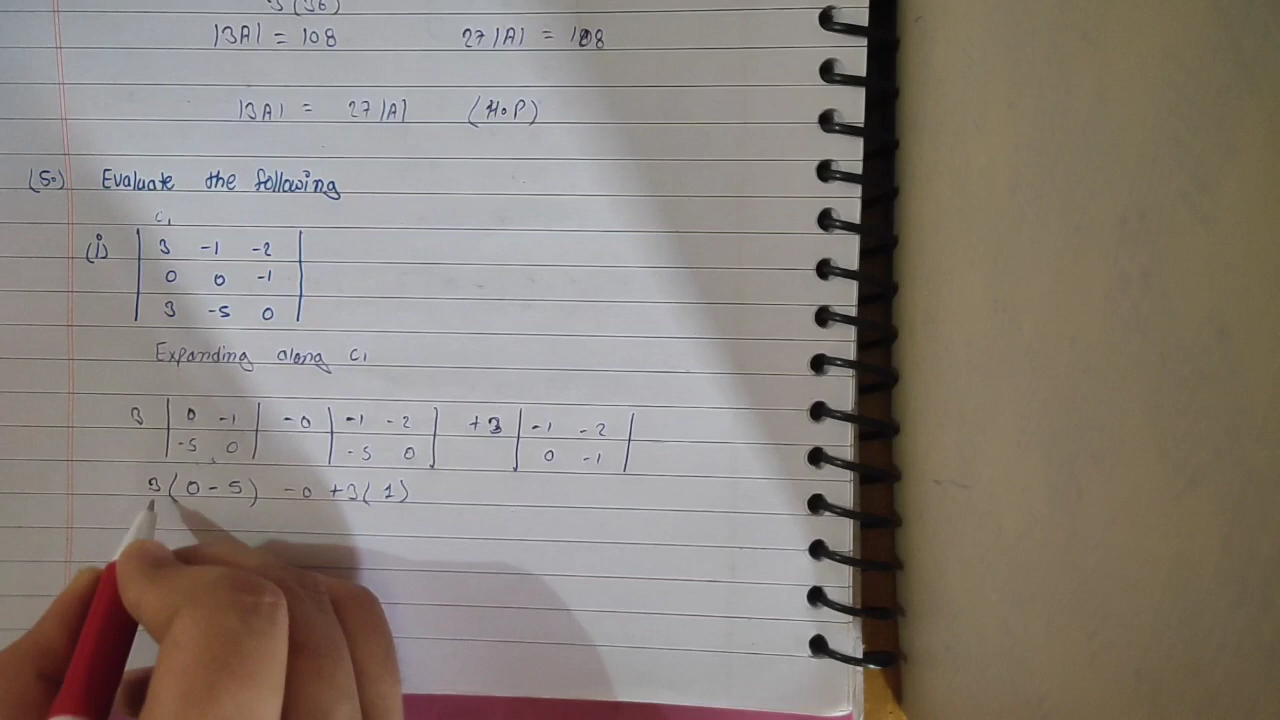 |3A| = 108 27|A| = 108
|3A| = 27|A| (H.P)
(5.) Evaluate the following
C₁
(i) | 3 -1 -2 |
| 0 0 -1 |
| 3 -5 0 |
Expanding along C₁
3 | 0 -1 | -0 | -1 -2 | +3 | -1 -2 |
| -5 0 | | -5 0 | | 0 -1 |
3(0-5) -0 +3(1)